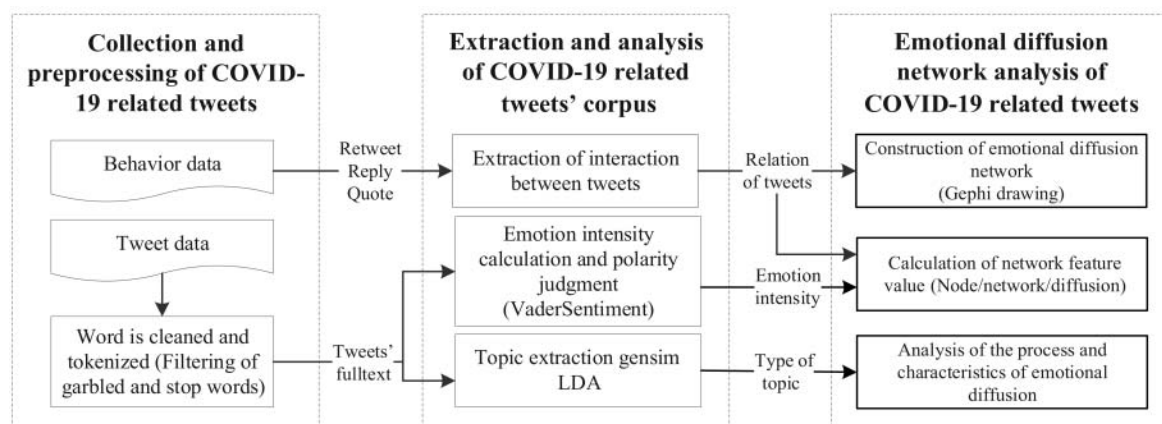 Collection and
preprocessing of COVID-
19 related tweets
Behavior data
Tweet data
Word is cleaned and
tokenized (Filtering of
garbled and stop words)
Retweet
Reply
Quote
Tweets'
fulltext
Extraction and analysis
of COVID-19 related
tweets' corpus
Extraction of interaction
between tweets
Emotion intensity
calculation and polarity
judgment
(VaderSentiment)
Topic extraction gensim
LDA
Relation
of tweets
Emotion
intensity
Type of
topic
Emotional diffusion
network analysis of
COVID-19 related tweets
Construction of emotional diffusion
network
(Gephi drawing)
Calculation of network feature
value (Node/network/diffusion)
Analysis of the process and
characteristics of emotional
diffusion